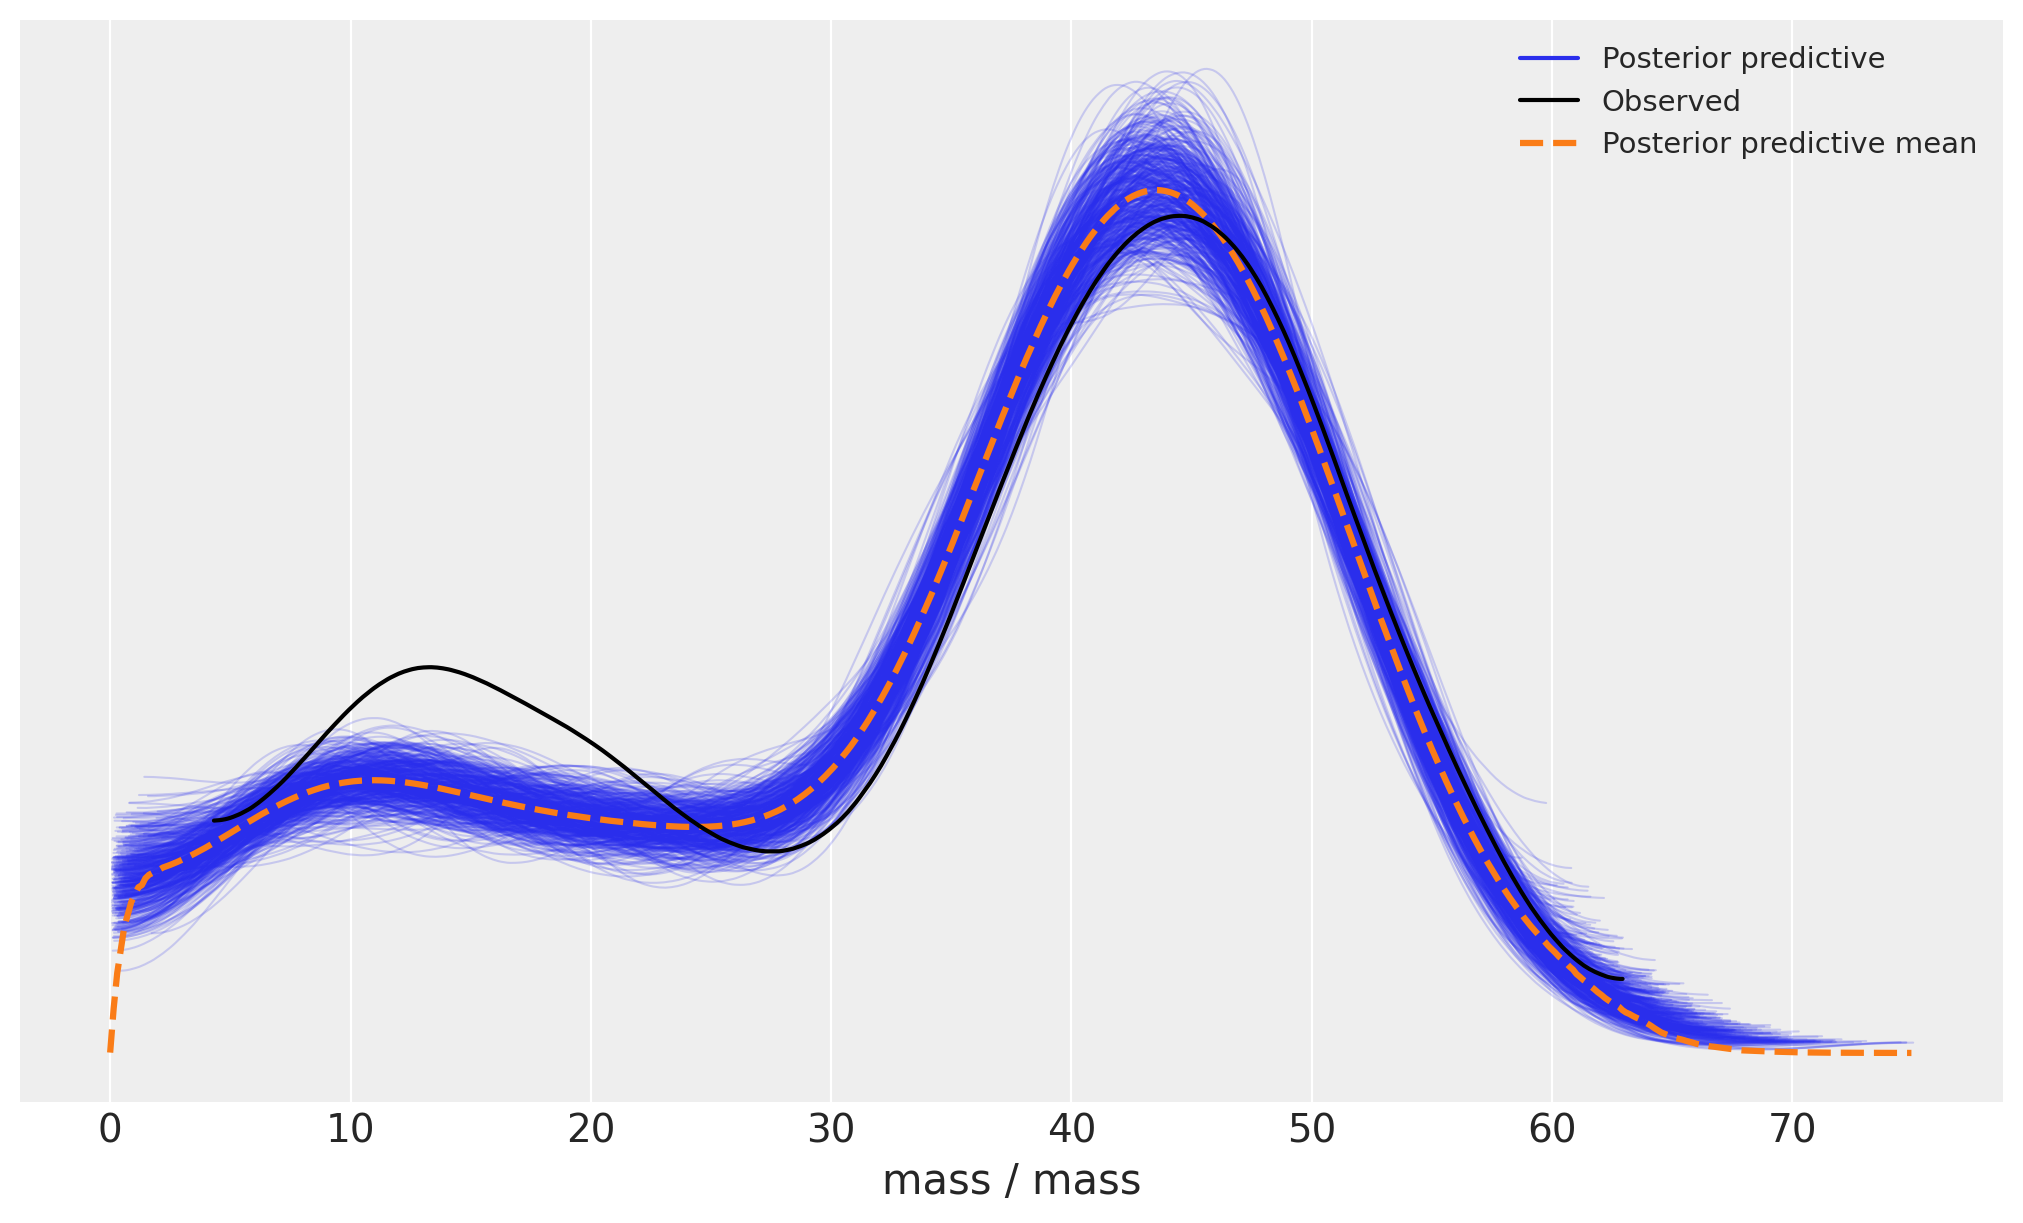 Posterior predictive
Observed
Posterior predictive mean
0 10 20 30 40 50 60 70
mass / mass